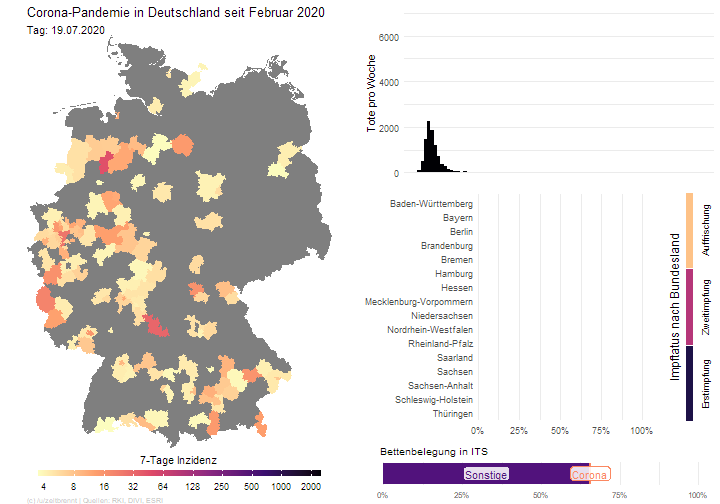 Corona-Pandemie in Deutschland seit Februar 2020
Tag: 19.07.2020
7-Tage Inzidenz
4 8 16 32 64 128 250 500 1000 2000
(c) /u/zeitbrennt | Quellen: RKI, DIVI, ESRI
Tote pro Woche
6000
4000
2000
0
Baden-Württemberg
Bayern
Berlin
Brandenburg
Bremen
Hamburg
Hessen
Mecklenburg-Vorpommern
Niedersachsen
Nordrhein-Westfalen
Rheinland-Pfalz
Saarland
Sachsen
Sachsen-Anhalt
Schleswig-Holstein
Thüringen
0% 25% 50% 75% 100%
Impfstatus nach Bundesland
Auffrischung
Zweitimpfung
Erstimpfung
Bettenbelegung in ITS
Sonstige Corona
0% 25% 50% 75% 100%